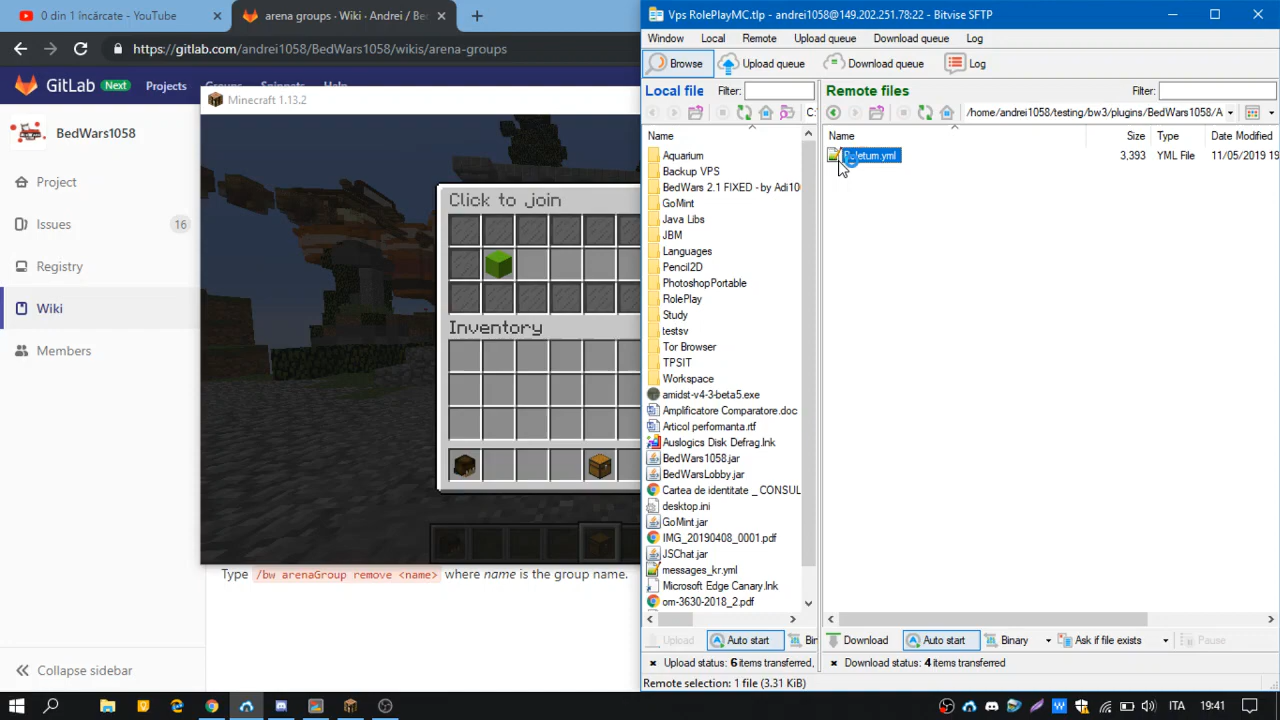 0 din 1 încărcate - YouTube
arena groups · Wiki · Andrei / Bed
https://gitlab.com/andrei1058/BedWars1058/wikis/arena-groups
GitLab Next Projects Groups Snippets Help
BedWars1058
Project
Issues 16
Registry
Wiki
Members
Collapse sidebar
Minecraft 1.13.2
Click to join
Inventory
Type /bw arenaGroup remove <name> where name is the group name.
Vps RolePlayMC.tlp - andrei1058@149.202.251.78:22 - Bitvise SFTP
Window Local Remote Upload queue Download queue Log
Browse Upload queue Download queue Log
Local file Filter:
C:
Name
Aquarium
Backup VPS
BedWars 2.1 FIXED - by Adi10
GoMint
Java Libs
JBM
Languages
Pencil2D
PhotoshopPortable
RolePlay
Study
testsv
Tor Browser
TPSIT
Workspace
amidst-v4-3-beta5.exe
Amplificatore Comparatore.doc
Articol performanta.rtf
Auslogics Disk Defrag.lnk
BedWars1058.jar
BedWarsLobby.jar
Cartea de identitate _ CONSUL
desktop.ini
GoMint.jar
IMG_20190408_0001.pdf
JSChat.jar
messages_kr.yml
Microsoft Edge Canary.lnk
om-3630-2018_2.pdf
Upload Auto start Bin
Upload status: 6 items transferred,
Remote files Filter:
/home/andrei1058/testing/bw3/plugins/BedWars1058/A
Name Size Type Date Modified
letum.yml 3,393 YML File 11/05/2019 19
Download Auto start Binary Ask if file exists Pause
Download status: 4 items transferred
Remote selection: 1 file (3.31 KiB)
ITA 19:41